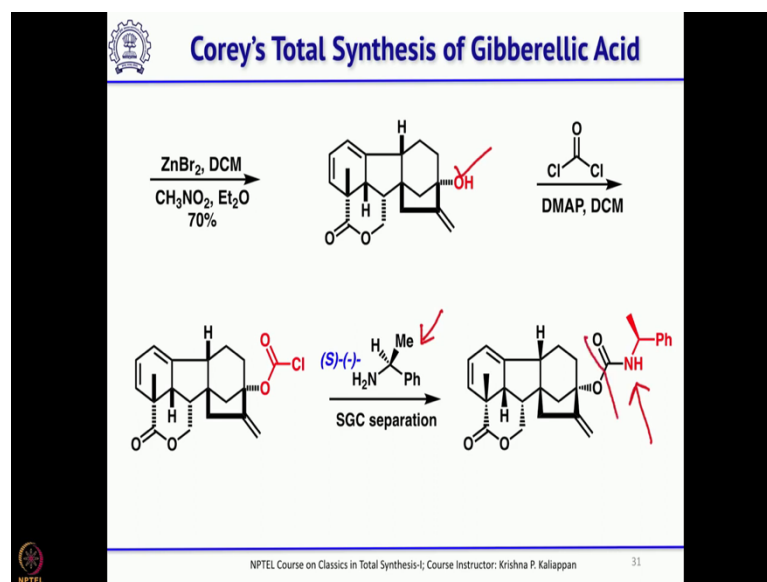 Corey's Total Synthesis of Gibberellic Acid
ZnBr₂, DCM
CH₃NO₂, Et₂O
70%
H
OH
H
O
O
O
Cl Cl
DMAP, DCM
H
O
Cl
O
H
O
O
(S)-(-)-
H Me
H₂N Ph
SGC separation
H
O
Ph
NH
O
H
O
O
NPTEL Course on Classics in Total Synthesis-I; Course Instructor: Krishna P. Kaliappan
31
NPTEL